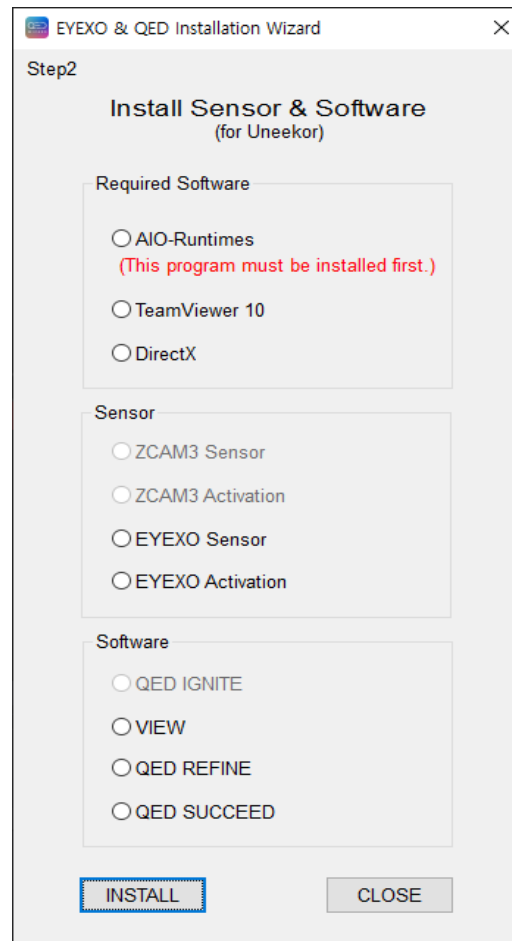 EYEXO & QED Installation Wizard
Step2
Install Sensor & Software
(for Uneekor)
Required Software
AIO-Runtimes
(This program must be installed first.)
TeamViewer 10
DirectX
Sensor
ZCAM3 Sensor
ZCAM3 Activation
EYEXO Sensor
EYEXO Activation
Software
QED IGNITE
VIEW
QED REFINE
QED SUCCEED
INSTALL CLOSE